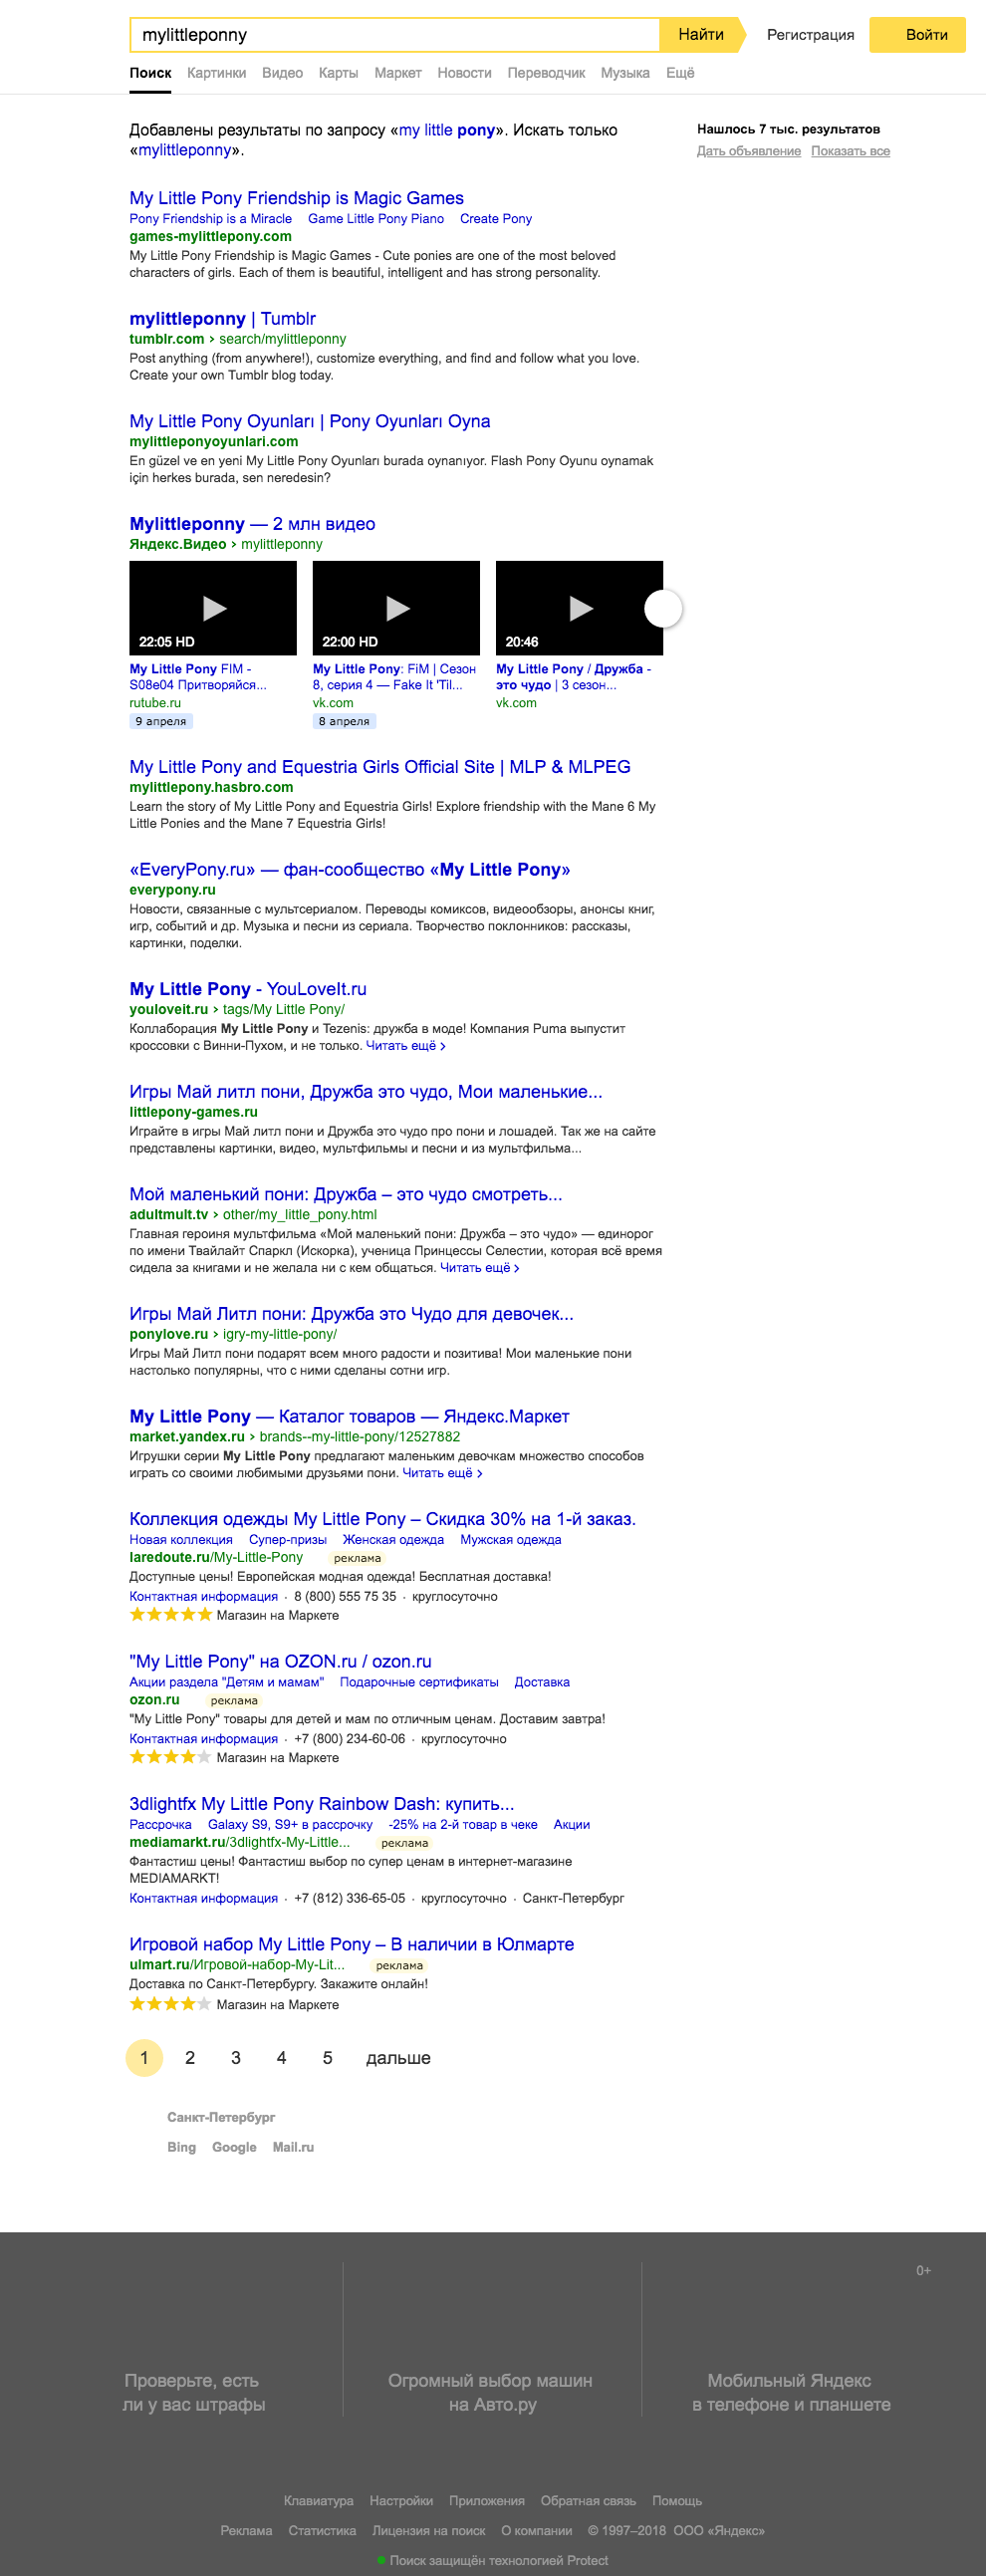 mylittleponny
Найти
Регистрация
Войти
Поиск Картинки Видео Карты Маркет Новости Переводчик Музыка Ещё
Добавлены результаты по запросу «my little pony». Искать только
«mylittleponny».
Нашлось 7 тыс. результатов
Дать объявление Показать все
My Little Pony Friendship is Magic Games
Pony Friendship is a Miracle Game Little Pony Piano Create Pony
games-mylittlepony.com
My Little Pony Friendship is Magic Games - Cute ponies are one of the most beloved
characters of girls. Each of them is beautiful, intelligent and has strong personality.
mylittleponny | Tumblr
tumblr.com › search/mylittleponny
Post anything (from anywhere!), customize everything, and find and follow what you love.
Create your own Tumblr blog today.
My Little Pony Oyunları | Pony Oyunları Oyna
mylittleponyoyunlari.com
En güzel ve en yeni My Little Pony Oyunları burada oynanıyor. Flash Pony Oyunu oynamak
için herkes burada, sen neredesin?
Mylittleponny — 2 млн видео
Яндекс.Видео › mylittleponny
22:05 HD
22:00 HD
20:46
My Little Pony FIM -
S08e04 Притворяйся...
rutube.ru
9 апреля
My Little Pony: FiM | Сезон
8, серия 4 — Fake It 'Til...
vk.com
8 апреля
My Little Pony / Дружба -
это чудо | 3 сезон...
vk.com
My Little Pony and Equestria Girls Official Site | MLP & MLPEG
mylittlepony.hasbro.com
Learn the story of My Little Pony and Equestria Girls! Explore friendship with the Mane 6 My
Little Ponies and the Mane 7 Equestria Girls!
«EveryPony.ru» — фан-сообщество «My Little Pony»
everypony.ru
Новости, связанные с мультсериалом. Переводы комиксов, видеообзоры, анонсы книг,
игр, событий и др. Музыка и песни из сериала. Творчество поклонников: рассказы,
картинки, поделки.
My Little Pony - YouLoveIt.ru
youloveit.ru › tags/My Little Pony/
Коллаборация My Little Pony и Tezenis: дружба в моде! Компания Puma выпустит
кроссовки с Винни-Пухом, и не только. Читать ещё ›
Игры Май литл пони, Дружба это чудо, Мои маленькие...
littlepony-games.ru
Играйте в игры Май литл пони и Дружба это чудо про пони и лошадей. Так же на сайте
представлены картинки, видео, мультфильмы и песни и из мультфильма...
Мой маленький пони: Дружба – это чудо смотреть...
adultmult.tv › other/my_little_pony.html
Главная героиня мультфильма «Мой маленький пони: Дружба – это чудо» — единорог
по имени Твайлайт Спаркл (Искорка), ученица Принцессы Селестии, которая всё время
сидела за книгами и не желала ни с кем общаться. Читать ещё ›
Игры Май Литл пони: Дружба это Чудо для девочек...
ponylove.ru › igry-my-little-pony/
Игры Май Литл пони подарят всем много радости и позитива! Мои маленькие пони
настолько популярны, что с ними сделаны сотни игр.
My Little Pony — Каталог товаров — Яндекс.Маркет
market.yandex.ru › brands--my-little-pony/12527882
Игрушки серии My Little Pony предлагают маленьким девочкам множество способов
играть со своими любимыми друзьями пони. Читать ещё ›
Коллекция одежды My Little Pony – Скидка 30% на 1-й заказ.
Новая коллекция Супер-призы Женская одежда Мужская одежда
laredoute.ru/My-Little-Pony реклама
Доступные цены! Европейская модная одежда! Бесплатная доставка!
Контактная информация · 8 (800) 555 75 35 · круглосуточно
Магазин на Маркете
"My Little Pony" на OZON.ru / ozon.ru
Акции раздела "Детям и мамам" Подарочные сертификаты Доставка
ozon.ru реклама
"My Little Pony" товары для детей и мам по отличным ценам. Доставим завтра!
Контактная информация · +7 (800) 234-60-06 · круглосуточно
Магазин на Маркете
3dlightfx My Little Pony Rainbow Dash: купить...
Рассрочка Galaxy S9, S9+ в рассрочку -25% на 2-й товар в чеке Акции
mediamarkt.ru/3dlightfx-My-Little... реклама
Фантастиш цены! Фантастиш выбор по супер ценам в интернет-магазине
MEDIAMARKT!
Контактная информация · +7 (812) 336-65-05 · круглосуточно · Санкт-Петербург
Игровой набор My Little Pony – В наличии в Юлмарте
ulmart.ru/Игровой-набор-My-Lit... реклама
Доставка по Санкт-Петербургу. Закажите онлайн!
Магазин на Маркете
1 2 3 4 5 дальше
Санкт-Петербург
Bing Google Mail.ru
0+
Проверьте, есть
ли у вас штрафы
Огромный выбор машин
на Авто.ру
Мобильный Яндекс
в телефоне и планшете
Клавиатура Настройки Приложения Обратная связь Помощь
Реклама Статистика Лицензия на поиск О компании © 1997–2018 ООО «Яндекс»
Поиск защищён технологией Protect